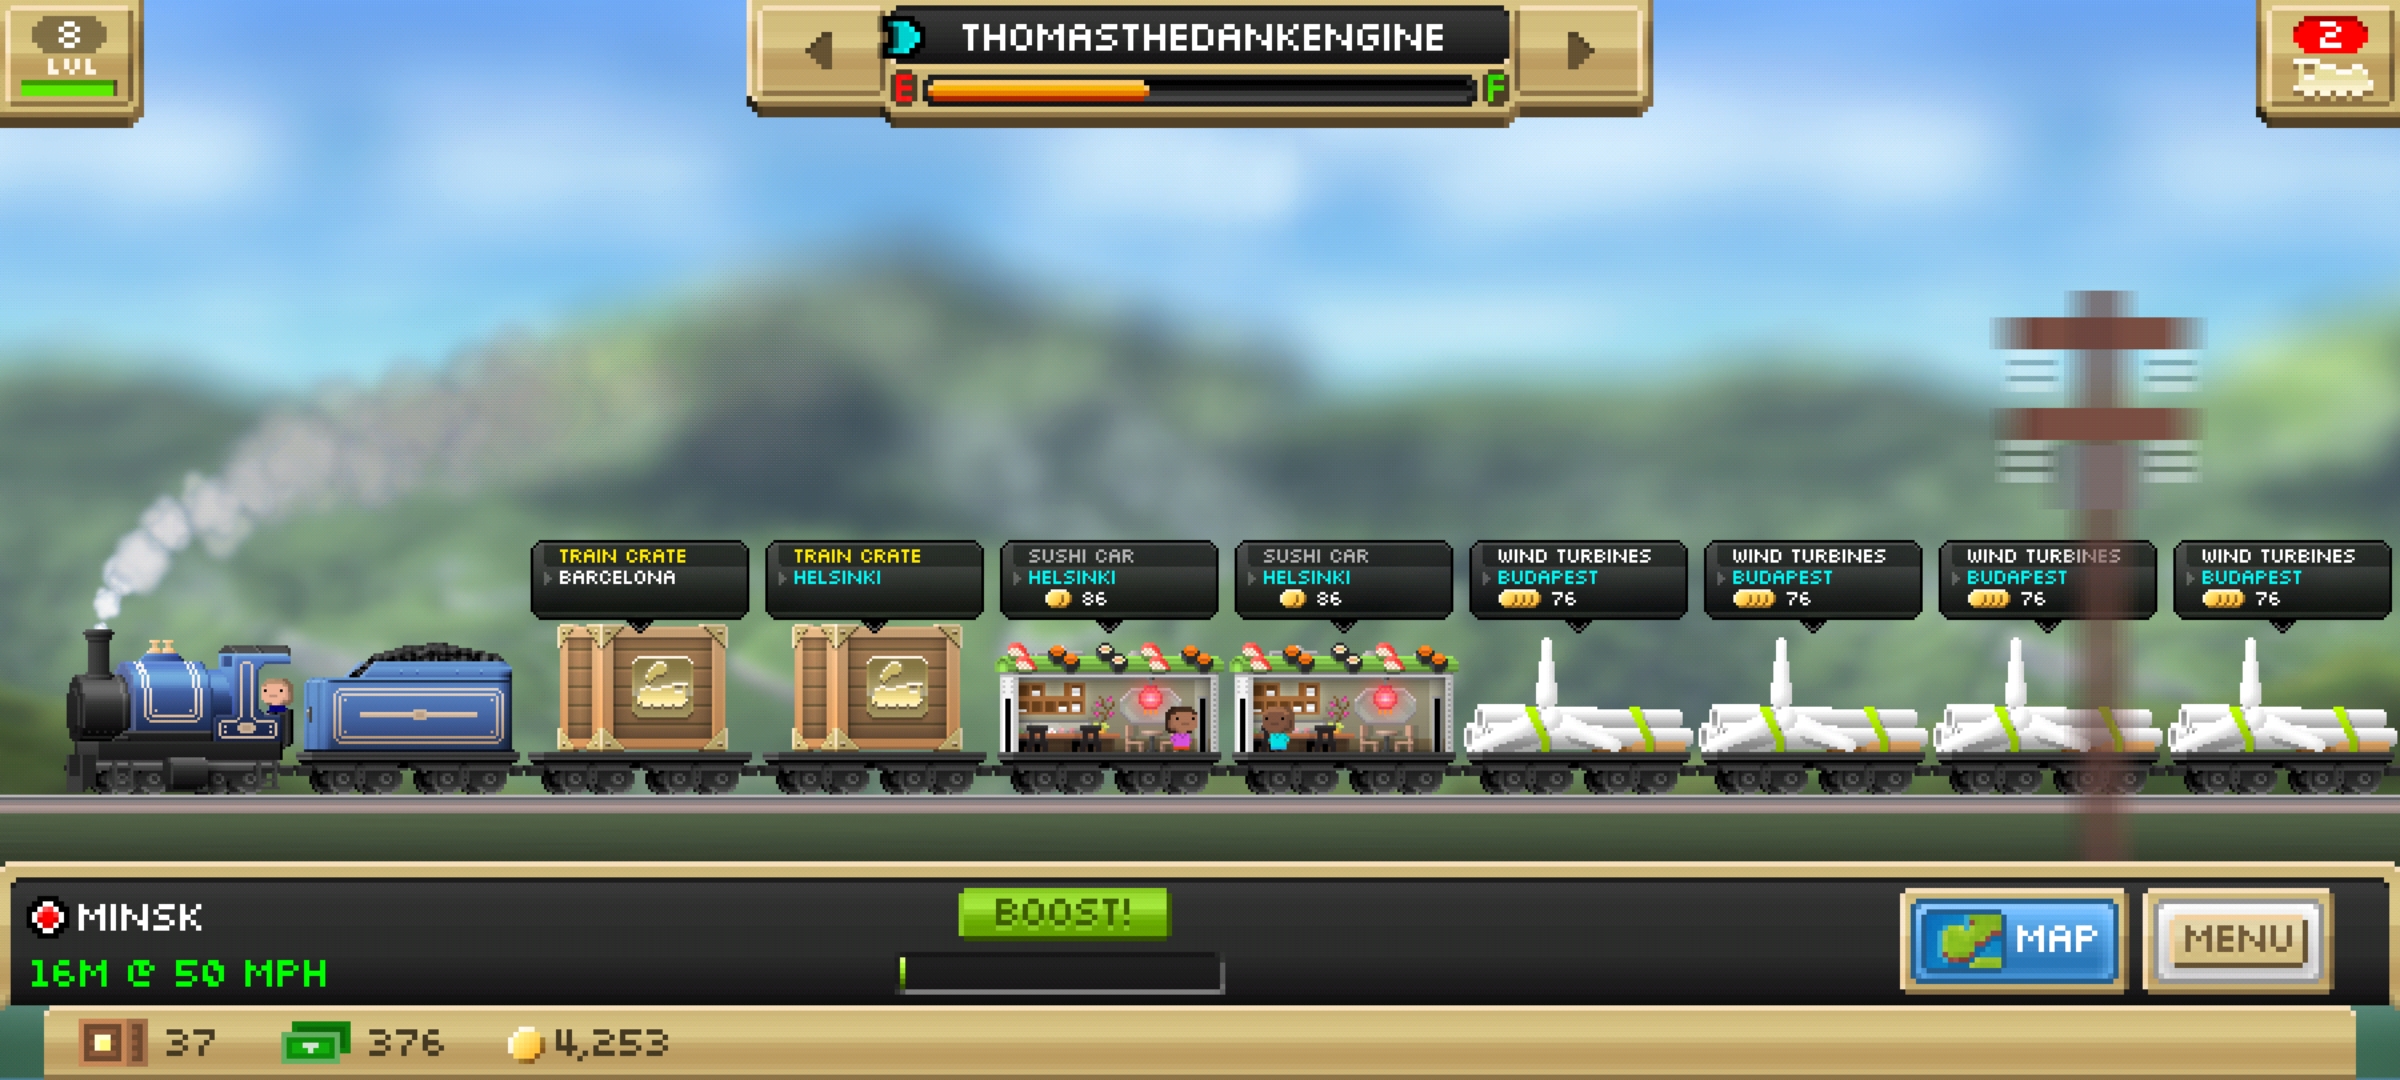 8
LVL
THOMASTHEDANKENGINE
E
F
2
TRAIN CRATE
BARCELONA
TRAIN CRATE
HELSINKI
SUSHI CAR
HELSINKI
86
SUSHI CAR
HELSINKI
86
WIND TURBINES
BUDAPEST
76
WIND TURBINES
BUDAPEST
76
WIND TURBINES
BUDAPEST
76
WIND TURBINES
BUDAPEST
76
MINSK
16M @ 50 MPH
BOOST!
MAP
MENU
37
376
4,253